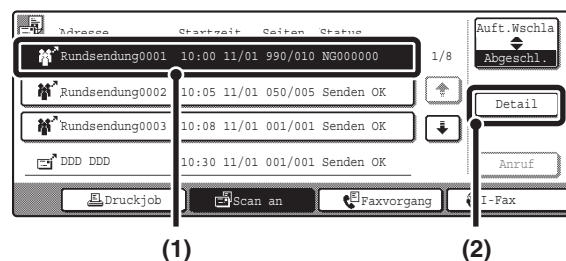 Adresse Startzeit Seiten Status
Auft.Wschla
Abgeschl.
Rundsendung0001 10:00 11/01 990/010 NG000000 1/8
Rundsendung0002 10:05 11/01 050/005 Senden OK
Detail
Rundsendung0003 10:08 11/01 001/001 Senden OK
DDD DDD 10:30 11/01 001/001 Senden OK
Anruf
Druckjob Scan an Faxvorgang I-Fax
(1) (2)